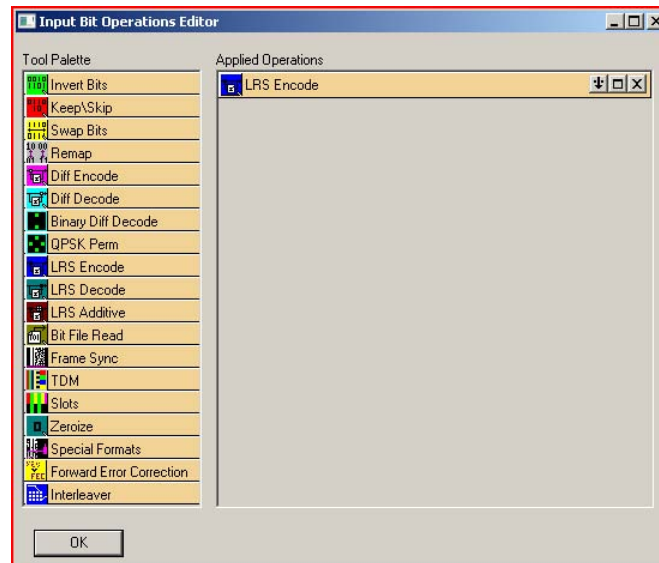 Input Bit Operations Editor
Tool Palette
Applied Operations
Invert Bits
Keep\Skip
Swap Bits
Remap
Diff Encode
Diff Decode
Binary Diff Decode
QPSK Perm
LRS Encode
LRS Decode
LRS Additive
Bit File Read
Frame Sync
TDM
Slots
Zeroize
Special Formats
Forward Error Correction
Interleaver
LRS Encode
OK